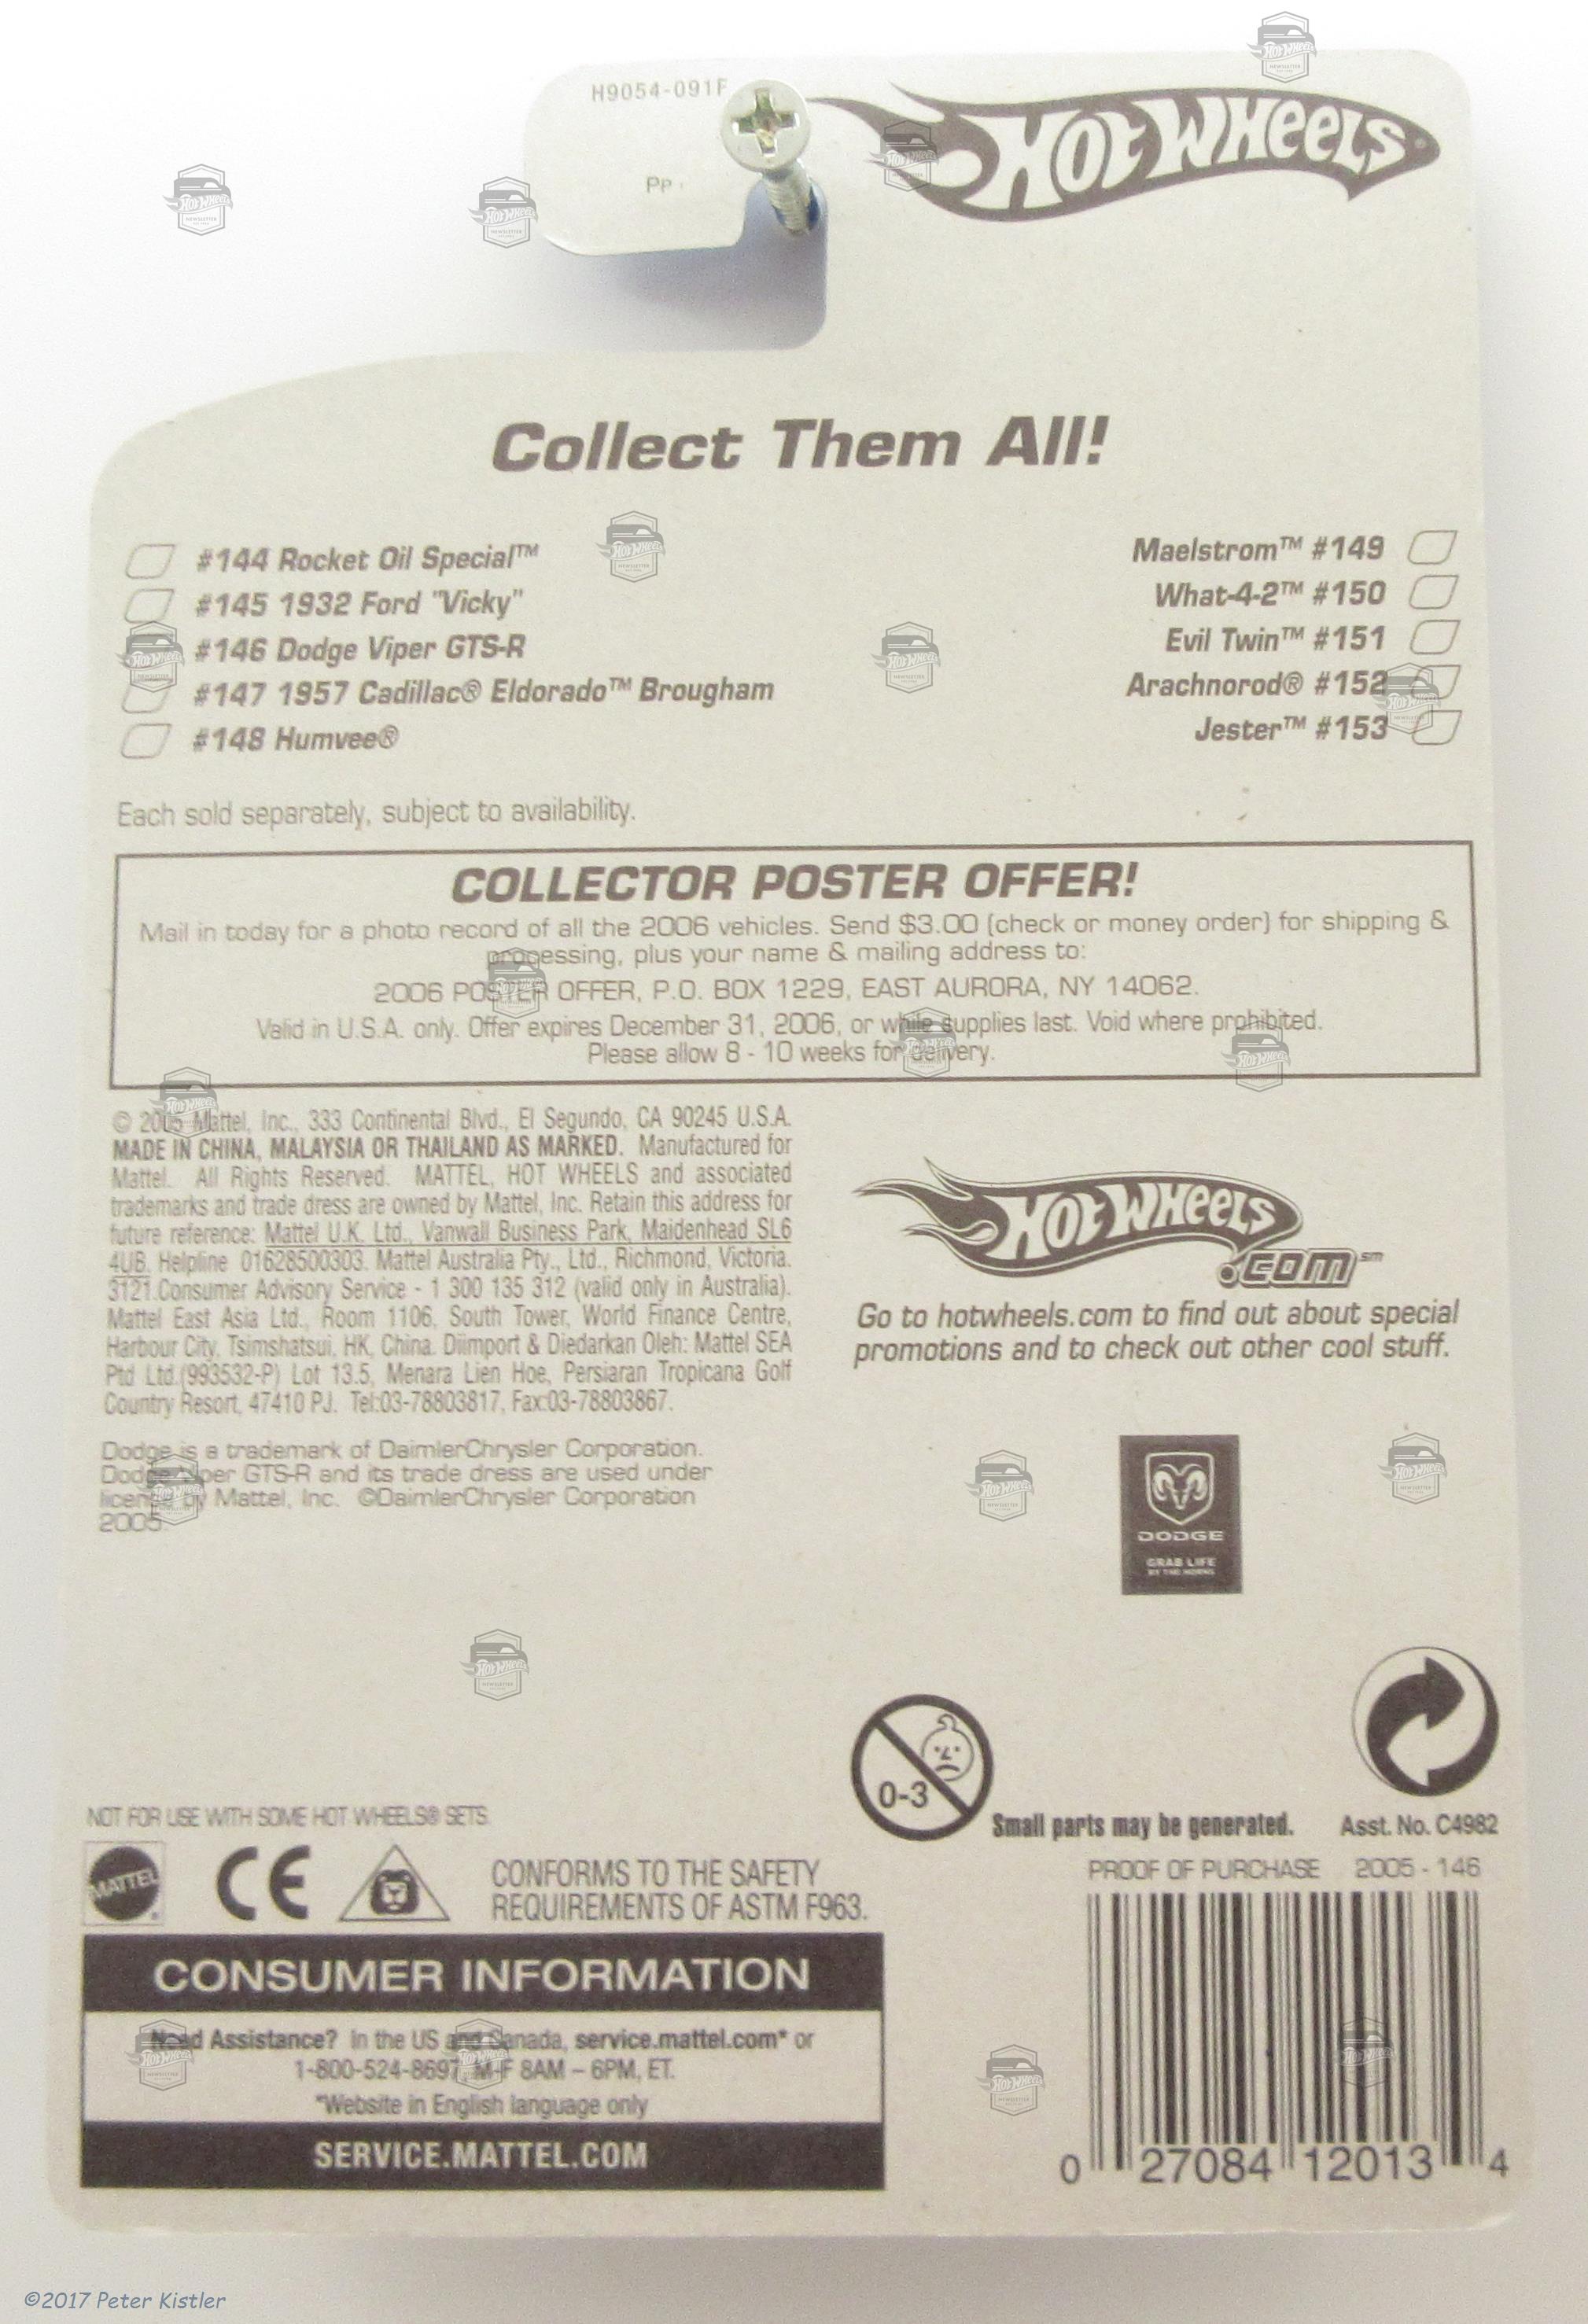 H9054-091F
Pp
HOT WHEELS
Collect Them All!
#144 Rocket Oil Special™
#145 1932 Ford "Vicky"
#146 Dodge Viper GTS-R
#147 1957 Cadillac® Eldorado™ Brougham
#148 Humvee®
Maelstrom™ #149
What-4-2™ #150
Evil Twin™ #151
Arachnorod® #152
Jester™ #153
Each sold separately, subject to availability.
COLLECTOR POSTER OFFER!
Mail in today for a photo record of all the 2006 vehicles. Send $3.00 (check or money order) for shipping &
processing, plus your name & mailing address to:
2006 POSTER OFFER, P.O. BOX 1229, EAST AURORA, NY 14062.
Valid in U.S.A. only. Offer expires December 31, 2006, or while supplies last. Void where prohibited.
Please allow 8 - 10 weeks for delivery.
© 2005 Mattel, Inc., 333 Continental Blvd., El Segundo, CA 90245 U.S.A.
MADE IN CHINA, MALAYSIA OR THAILAND AS MARKED. Manufactured for
Mattel. All Rights Reserved. MATTEL, HOT WHEELS and associated
trademarks and trade dress are owned by Mattel, Inc. Retain this address for
future reference: Mattel U.K. Ltd., Vanwall Business Park, Maidenhead SL6
4UB. Helpline 01628500303. Mattel Australia Pty., Ltd., Richmond, Victoria.
3121.Consumer Advisory Service - 1 300 135 312 (valid only in Australia).
Mattel East Asia Ltd., Room 1106, South Tower, World Finance Centre,
Harbour City, Tsimshatsui, HK, China. Diimport & Diedarkan Oleh: Mattel SEA
Ptd Ltd.(993532-P) Lot 13.5, Menara Lien Hoe, Persiaran Tropicana Golf
Country Resort, 47410 PJ. Tel:03-78803817, Fax:03-78803867.
Dodge is a trademark of DaimlerChrysler Corporation.
Dodge Viper GTS-R and its trade dress are used under
license by Mattel, Inc. ©DaimlerChrysler Corporation
2005.
HOT WHEELS
.COM℠
Go to hotwheels.com to find out about special
promotions and to check out other cool stuff.
DODGE
GRAB LIFE
BY THE HORNS
0-3
Small parts may be generated.
Asst. No. C4982
NOT FOR USE WITH SOME HOT WHEELS® SETS.
MATTEL®
CE
CONFORMS TO THE SAFETY
REQUIREMENTS OF ASTM F963.
PROOF OF PURCHASE 2005 - 146
CONSUMER INFORMATION
Need Assistance? In the US and Canada, service.mattel.com* or
1-800-524-8697, M-F 8AM – 6PM, ET.
*Website in English language only
SERVICE.MATTEL.COM
0 27084 12013 4
©2017 Peter Kistler